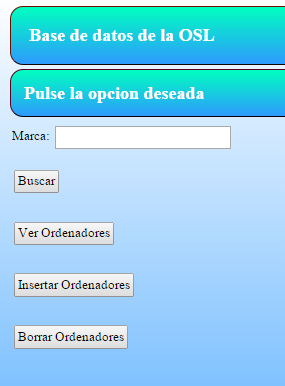 Base de datos de la OSL
Pulse la opcion deseada
Marca:
Buscar
Ver Ordenadores
Insertar Ordenadores
Borrar Ordenadores